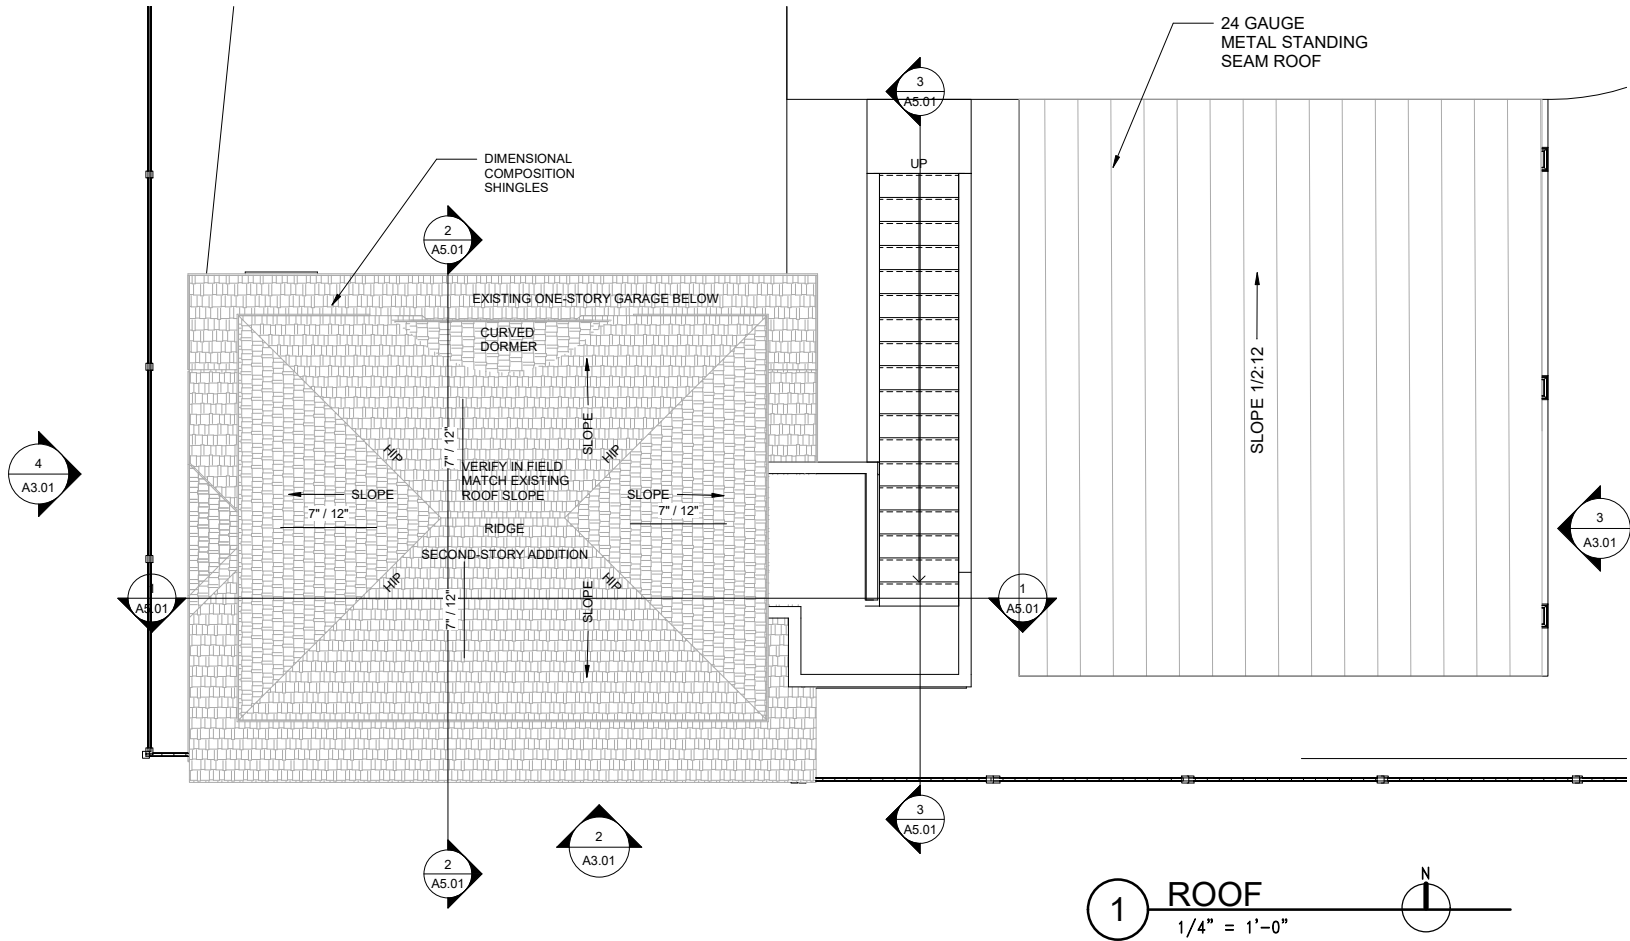 24 GAUGE
METAL STANDING
SEAM ROOF
3
A5.01
DIMENSIONAL
COMPOSITION
SHINGLES
UP
2
A5.01
EXISTING ONE-STORY GARAGE BELOW
CURVED
DORMER
SLOPE 1/2:12
SLOPE
7" / 12"
HIP
HIP
VERIFY IN FIELD
MATCH EXISTING
ROOF SLOPE
4
A3.01
SLOPE
7" / 12"
SLOPE
7" / 12"
RIDGE
3
A3.01
SECOND-STORY ADDITION
HIP
HIP
SLOPE
7" / 12"
1
A5.01
1
A5.01
3
A5.01
2
A3.01
2
A5.01
N
1
ROOF
1/4" = 1'-0"